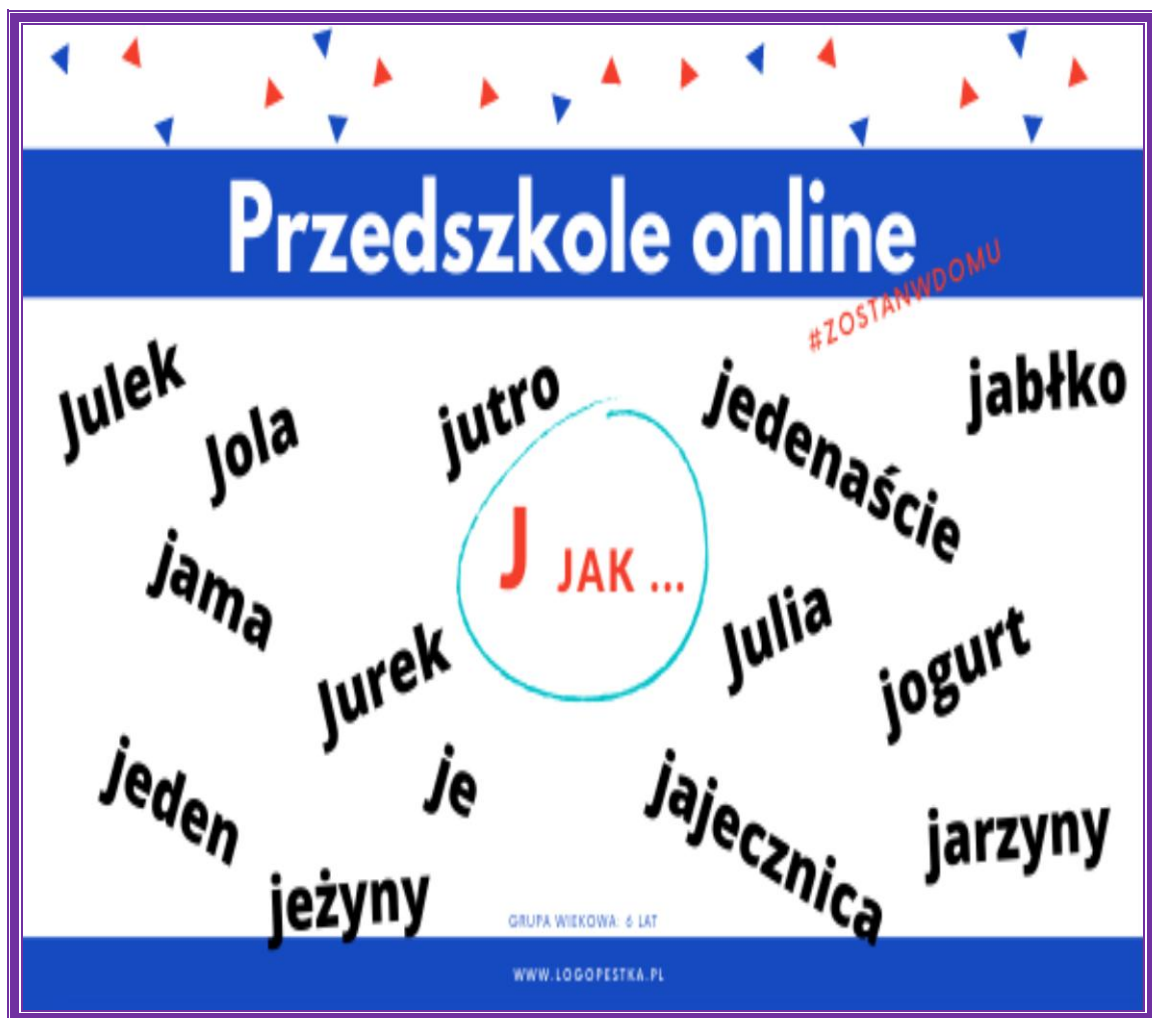 Przedszkole online
#ZOSTANWDOMU
Julek
Jola
jutro
jedenaście
jabłko
J JAK ...
jama
Jurek
Julia
jogurt
jeden
je
jajecznica
jarzyny
jeżyny
GRUPA WIEKOWA: 6 LAT
WWW.LOGOPESTKA.PL